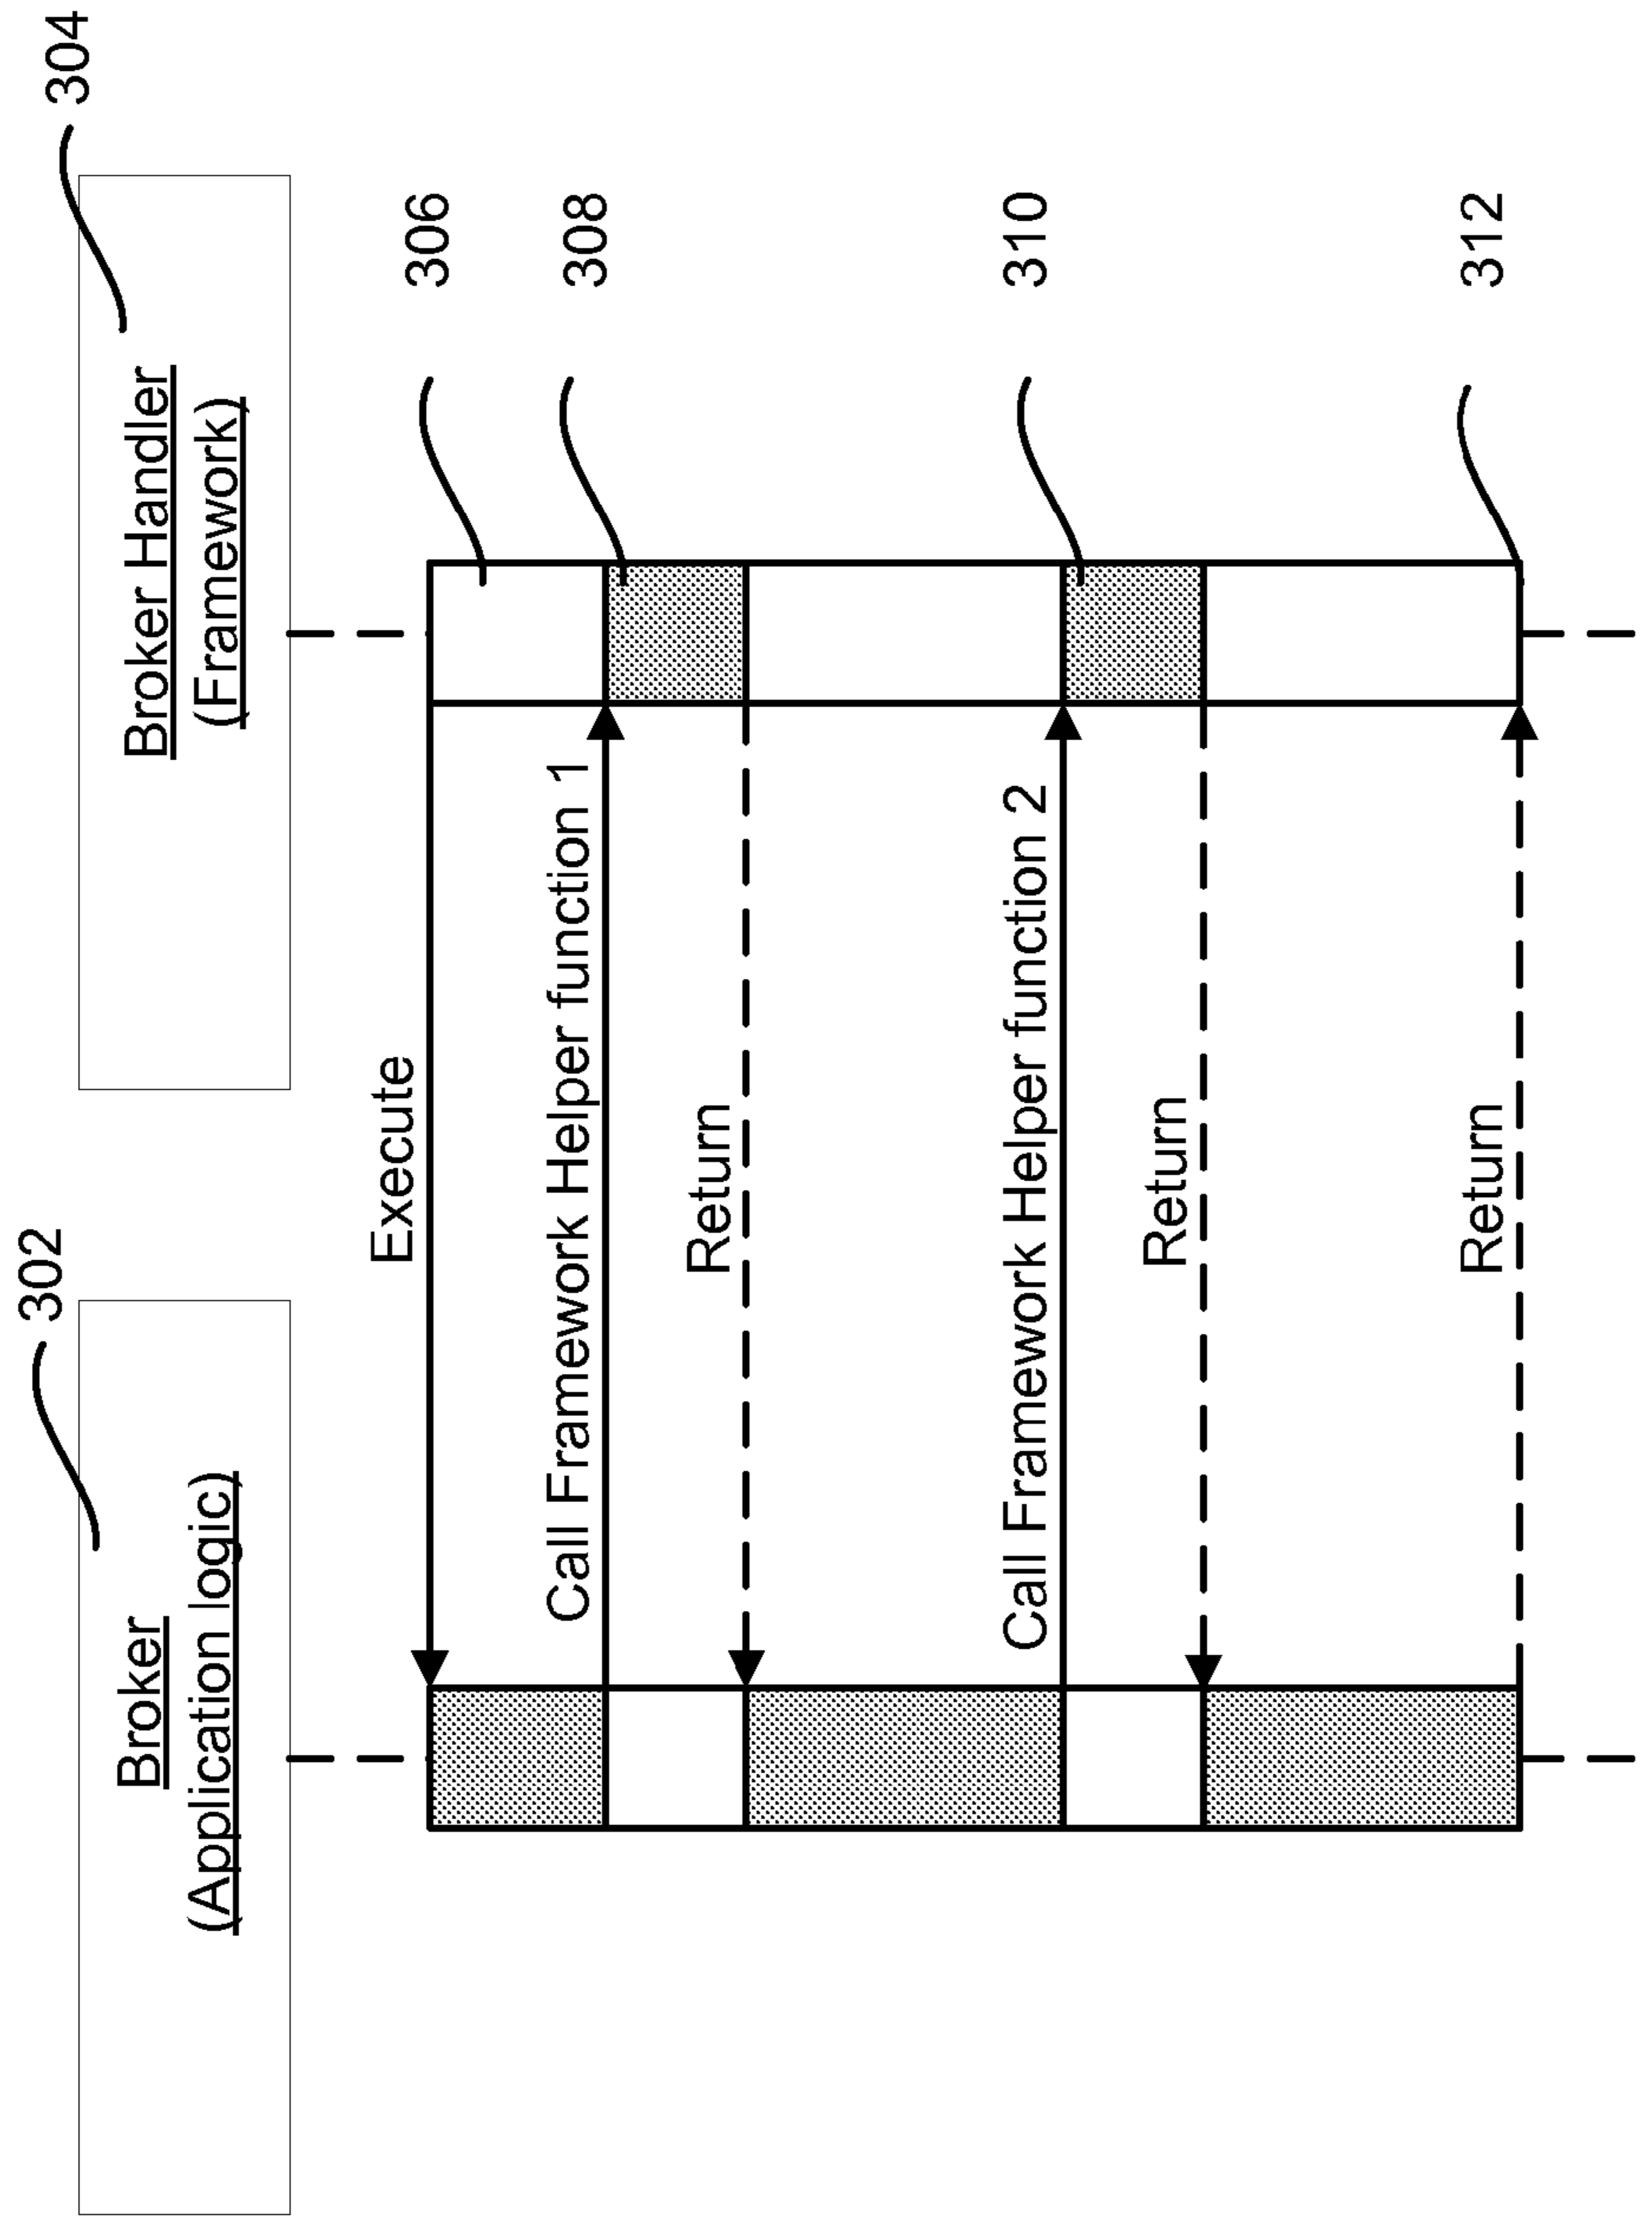 302
304
Broker
(Application logic)
Broker Handler
(Framework)
Execute
306
Call Framework Helper function 1
308
Return
Call Framework Helper function 2
310
Return
Return
312